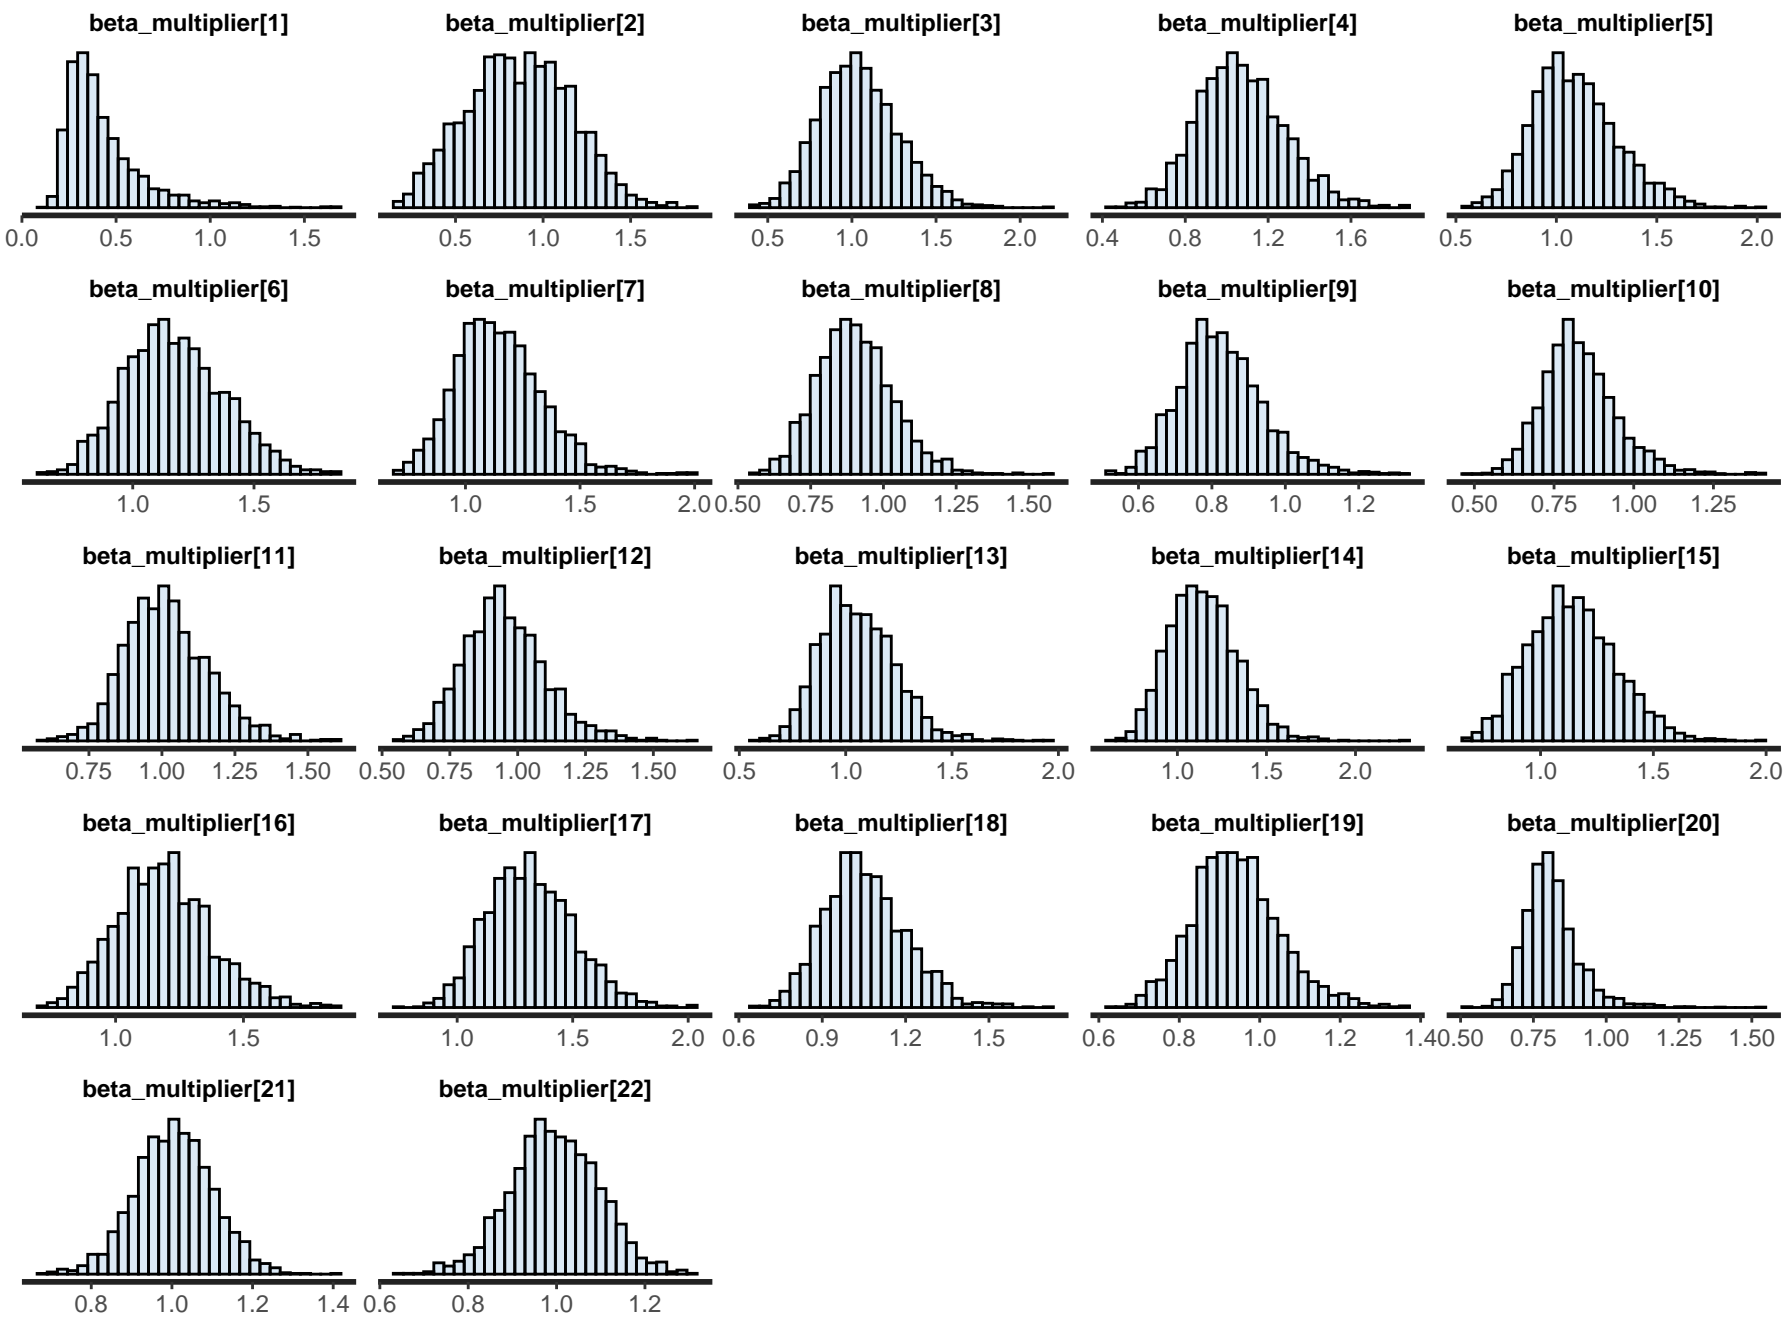 beta_multiplier[1] beta_multiplier[2] beta_multiplier[3] beta_multiplier[4] beta_multiplier[5]
0.0 0.5 1.0 1.5 0.5 1.0 1.5 0.5 1.0 1.5 2.0 0.4 0.8 1.2 1.6 0.5 1.0 1.5 2.0
beta_multiplier[6] beta_multiplier[7] beta_multiplier[8] beta_multiplier[9] beta_multiplier[10]
1.0 1.5 1.0 1.5 2.0 0.50 0.75 1.00 1.25 1.50 0.6 0.8 1.0 1.2 0.50 0.75 1.00 1.25
beta_multiplier[11] beta_multiplier[12] beta_multiplier[13] beta_multiplier[14] beta_multiplier[15]
0.75 1.00 1.25 1.50 0.50 0.75 1.00 1.25 1.50 0.5 1.0 1.5 2.0 1.0 1.5 2.0 1.0 1.5 2.0
beta_multiplier[16] beta_multiplier[17] beta_multiplier[18] beta_multiplier[19] beta_multiplier[20]
1.0 1.5 1.0 1.5 2.0 0.6 0.9 1.2 1.5 0.6 0.8 1.0 1.2 1.4 0.50 0.75 1.00 1.25 1.50
beta_multiplier[21] beta_multiplier[22]
0.8 1.0 1.2 1.4 0.6 0.8 1.0 1.2